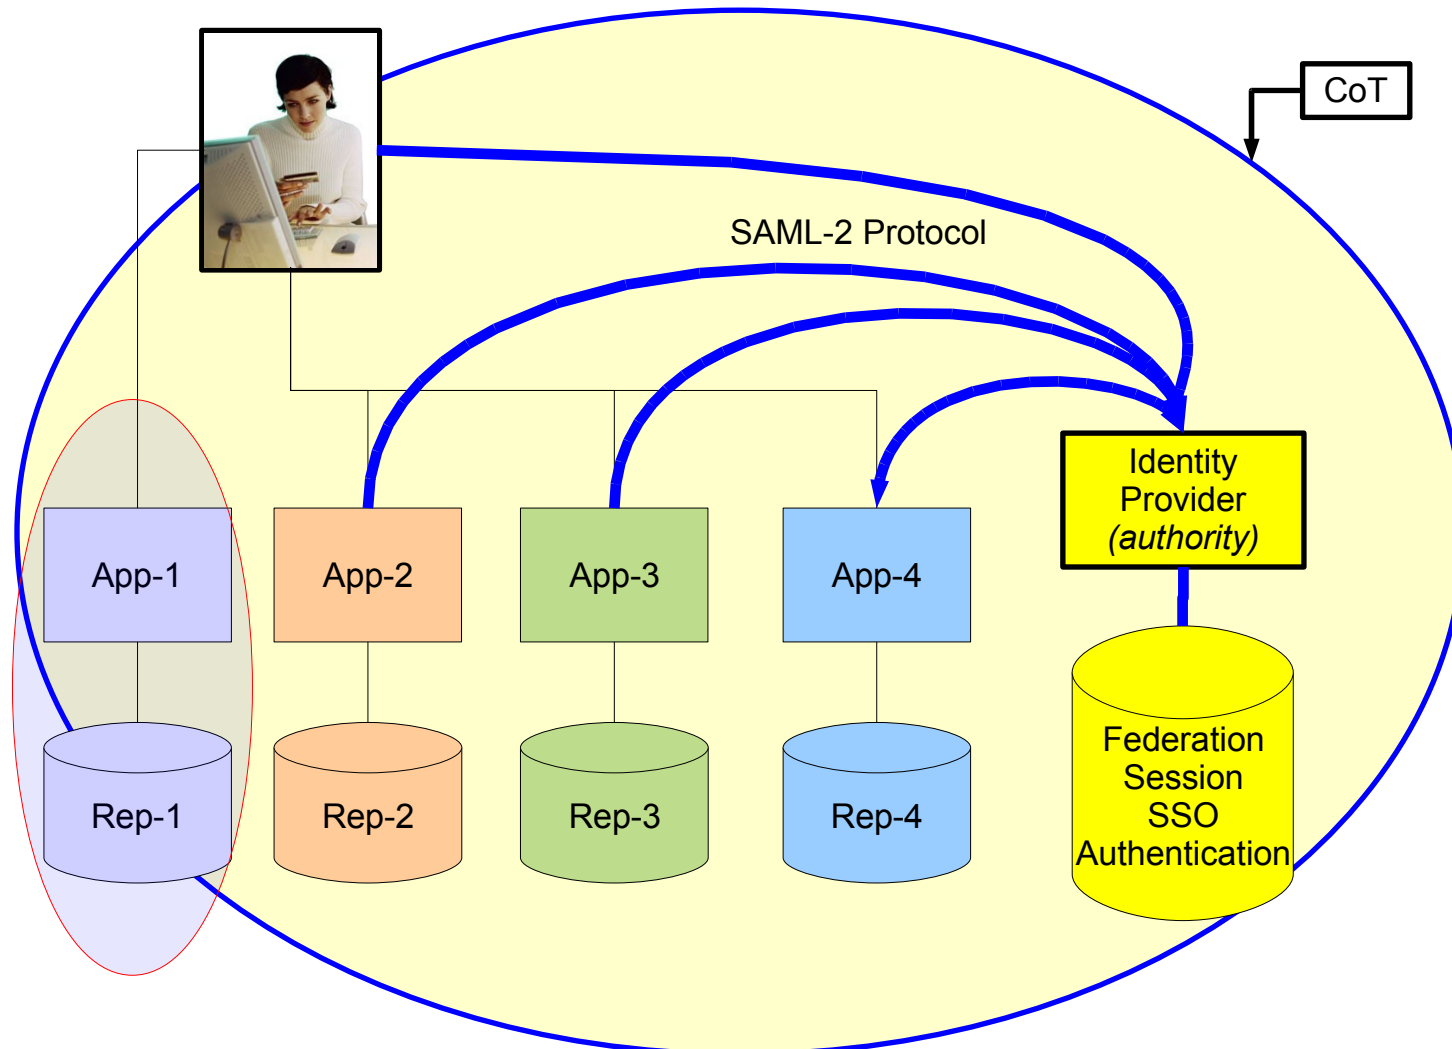 CoT
SAML-2 Protocol
Identity
Provider
(authority)
App-1
App-2
App-3
App-4
Federation
Session
SSO
Authentication
Rep-1
Rep-2
Rep-3
Rep-4